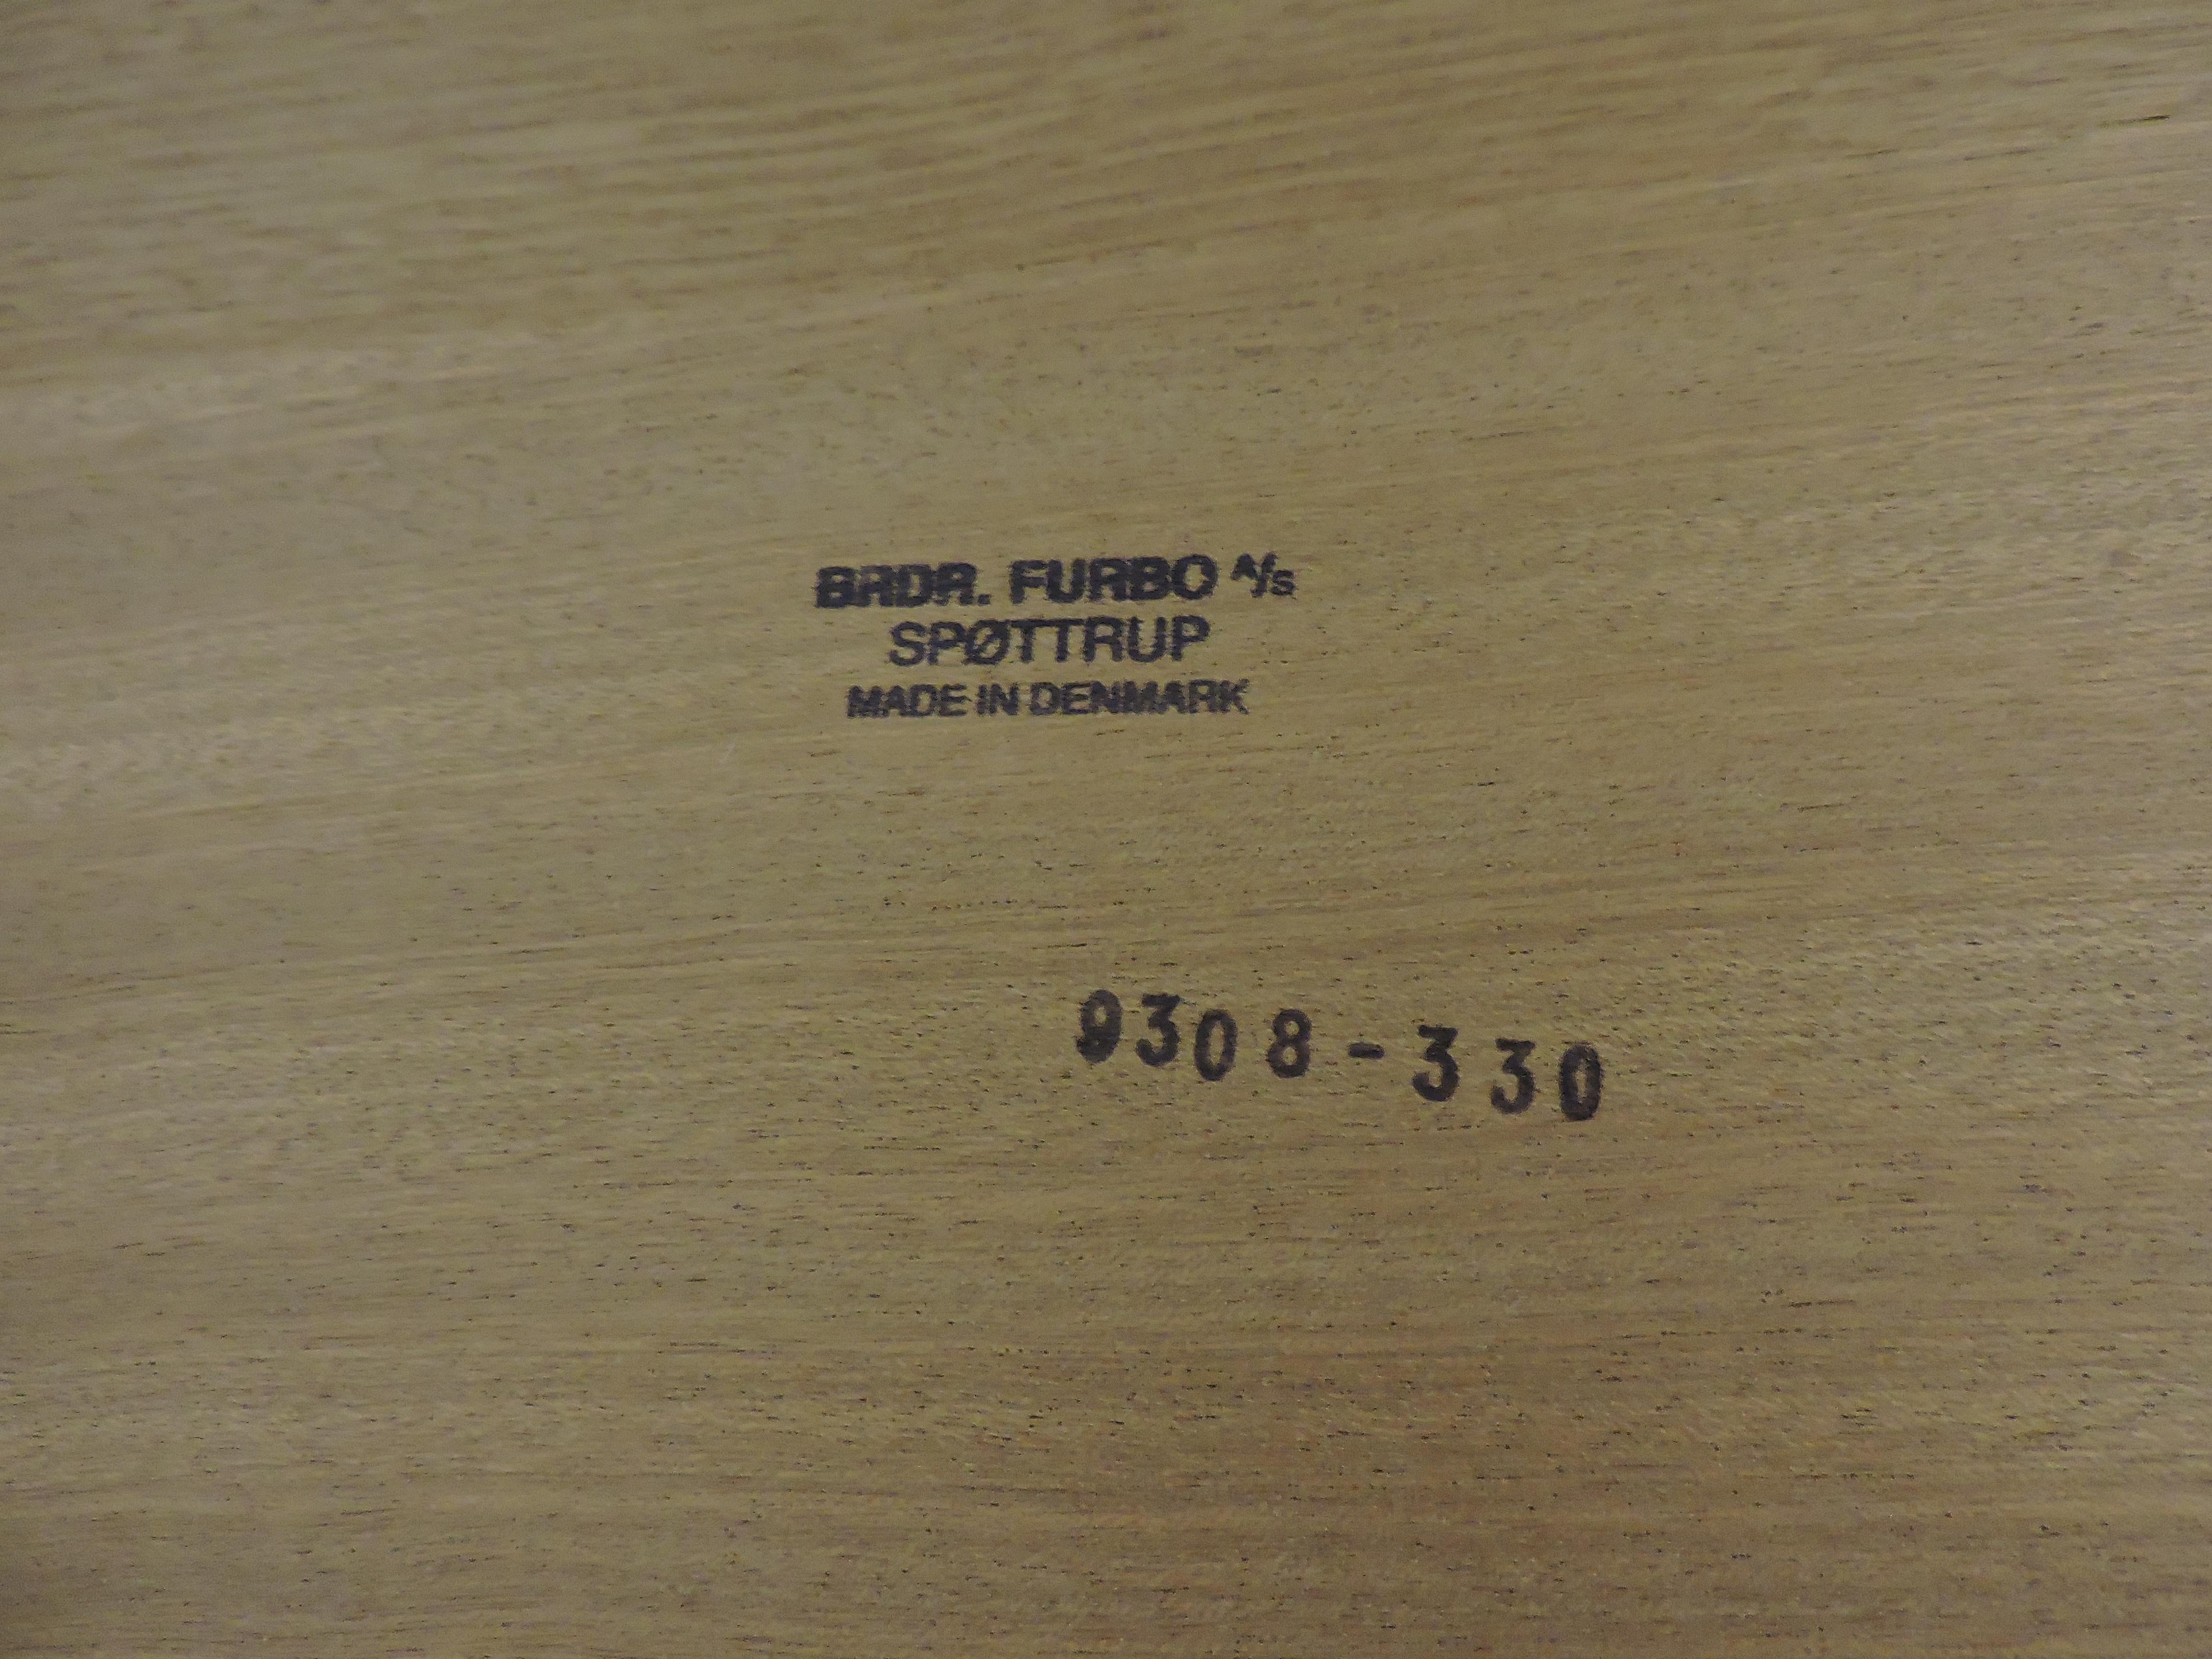 BRDR. FURBO A/S
SPØTTRUP
MADE IN DENMARK
9308-330